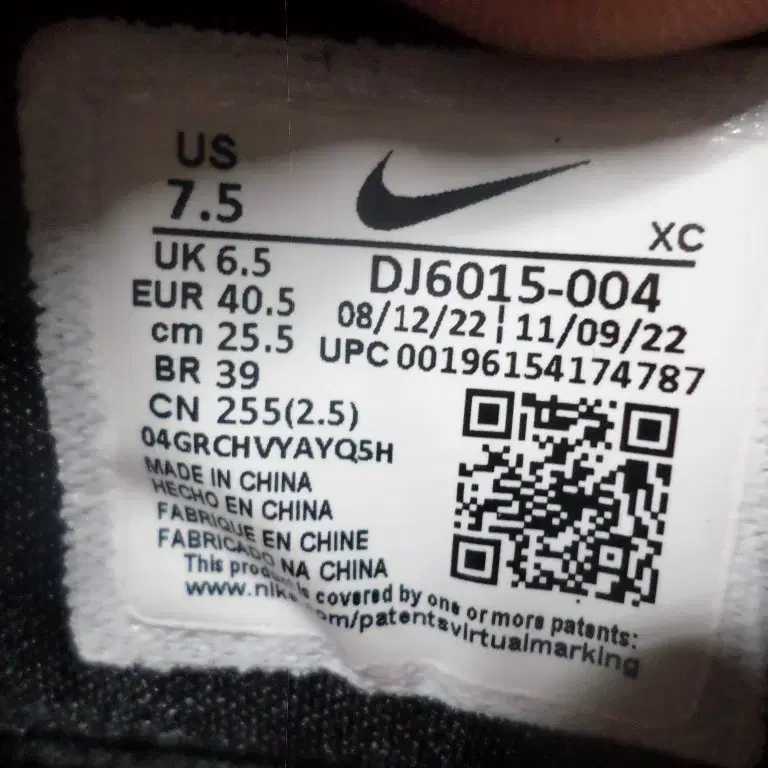 US
7.5
XC
UK 6.5
EUR 40.5
cm 25.5
BR 39
CN 255(2.5)
DJ6015-004
08/12/22 ¦ 11/09/22
UPC 00196154174787
04GRCHVYAYQ5H
MADE IN CHINA
HECHO EN CHINA
FABRIQUE EN CHINE
FABRICADO NA CHINA
This product is covered by one or more patents:
www.nike.com/patentsvirtualmarking